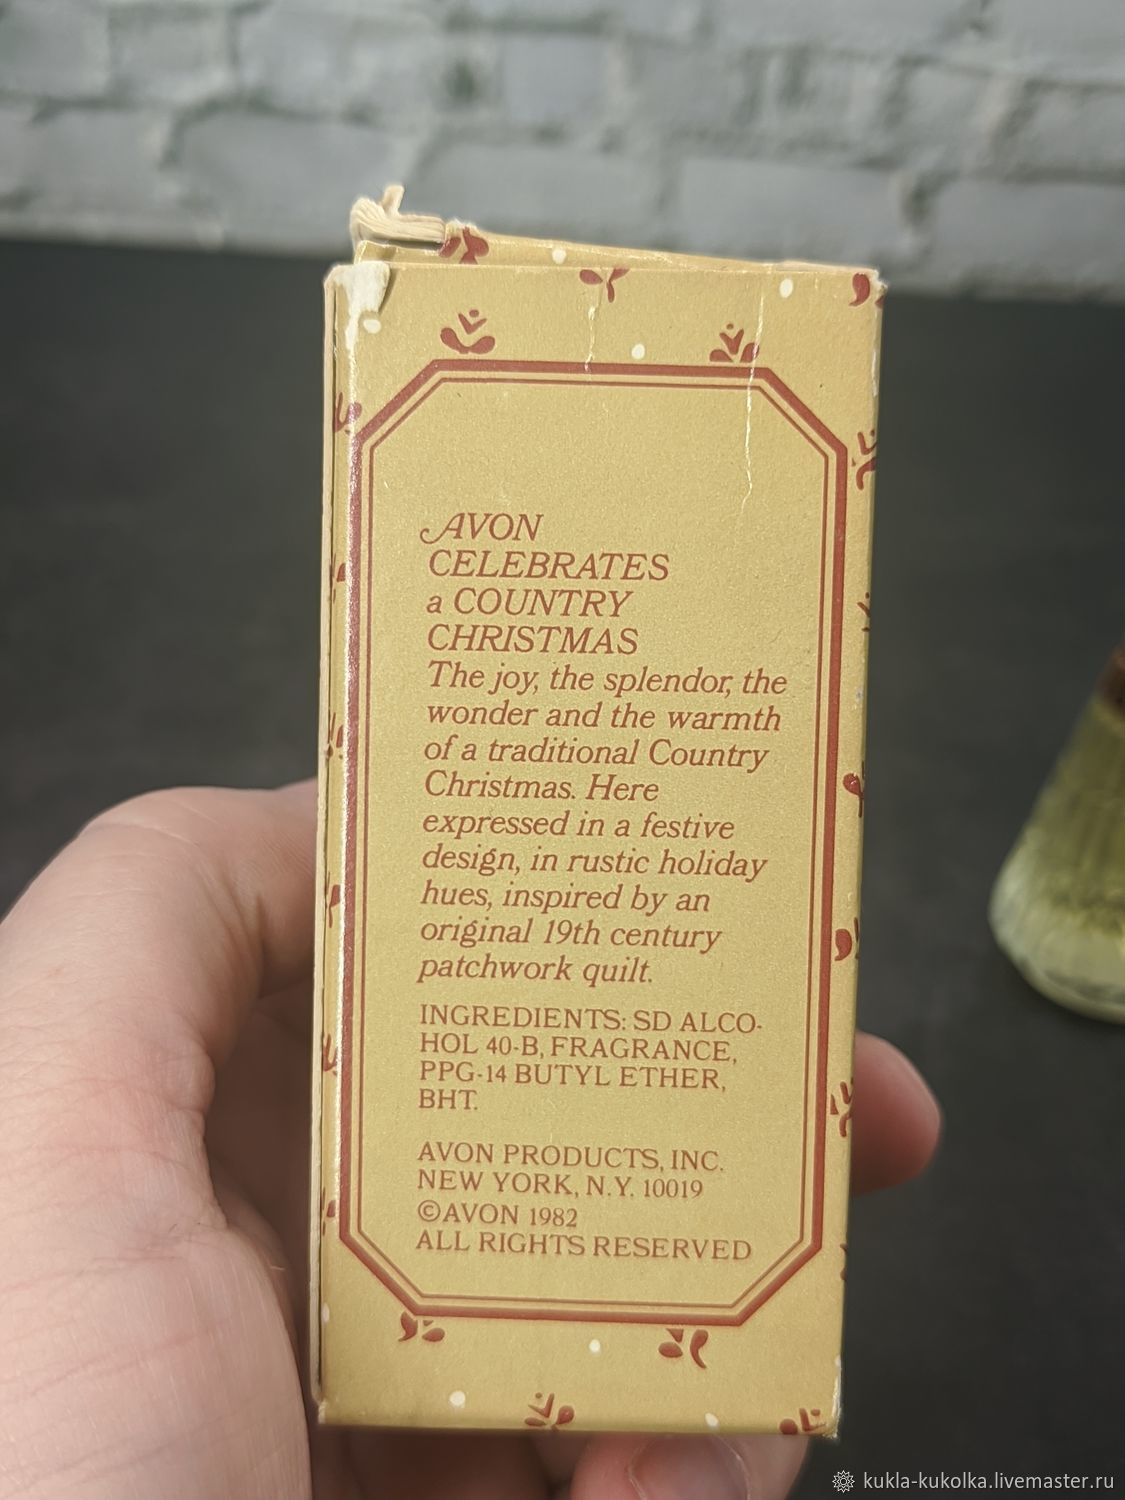 AVON
CELEBRATES
a COUNTRY
CHRISTMAS
The joy, the splendor, the
wonder and the warmth
of a traditional Country
Christmas. Here
expressed in a festive
design, in rustic holiday
hues, inspired by an
original 19th century
patchwork quilt.
INGREDIENTS: SD ALCO-
HOL 40-B, FRAGRANCE,
PPG-14 BUTYL ETHER,
BHT.
AVON PRODUCTS, INC.
NEW YORK, N.Y. 10019
©AVON 1982
ALL RIGHTS RESERVED
kukla-kukolka.livemaster.ru